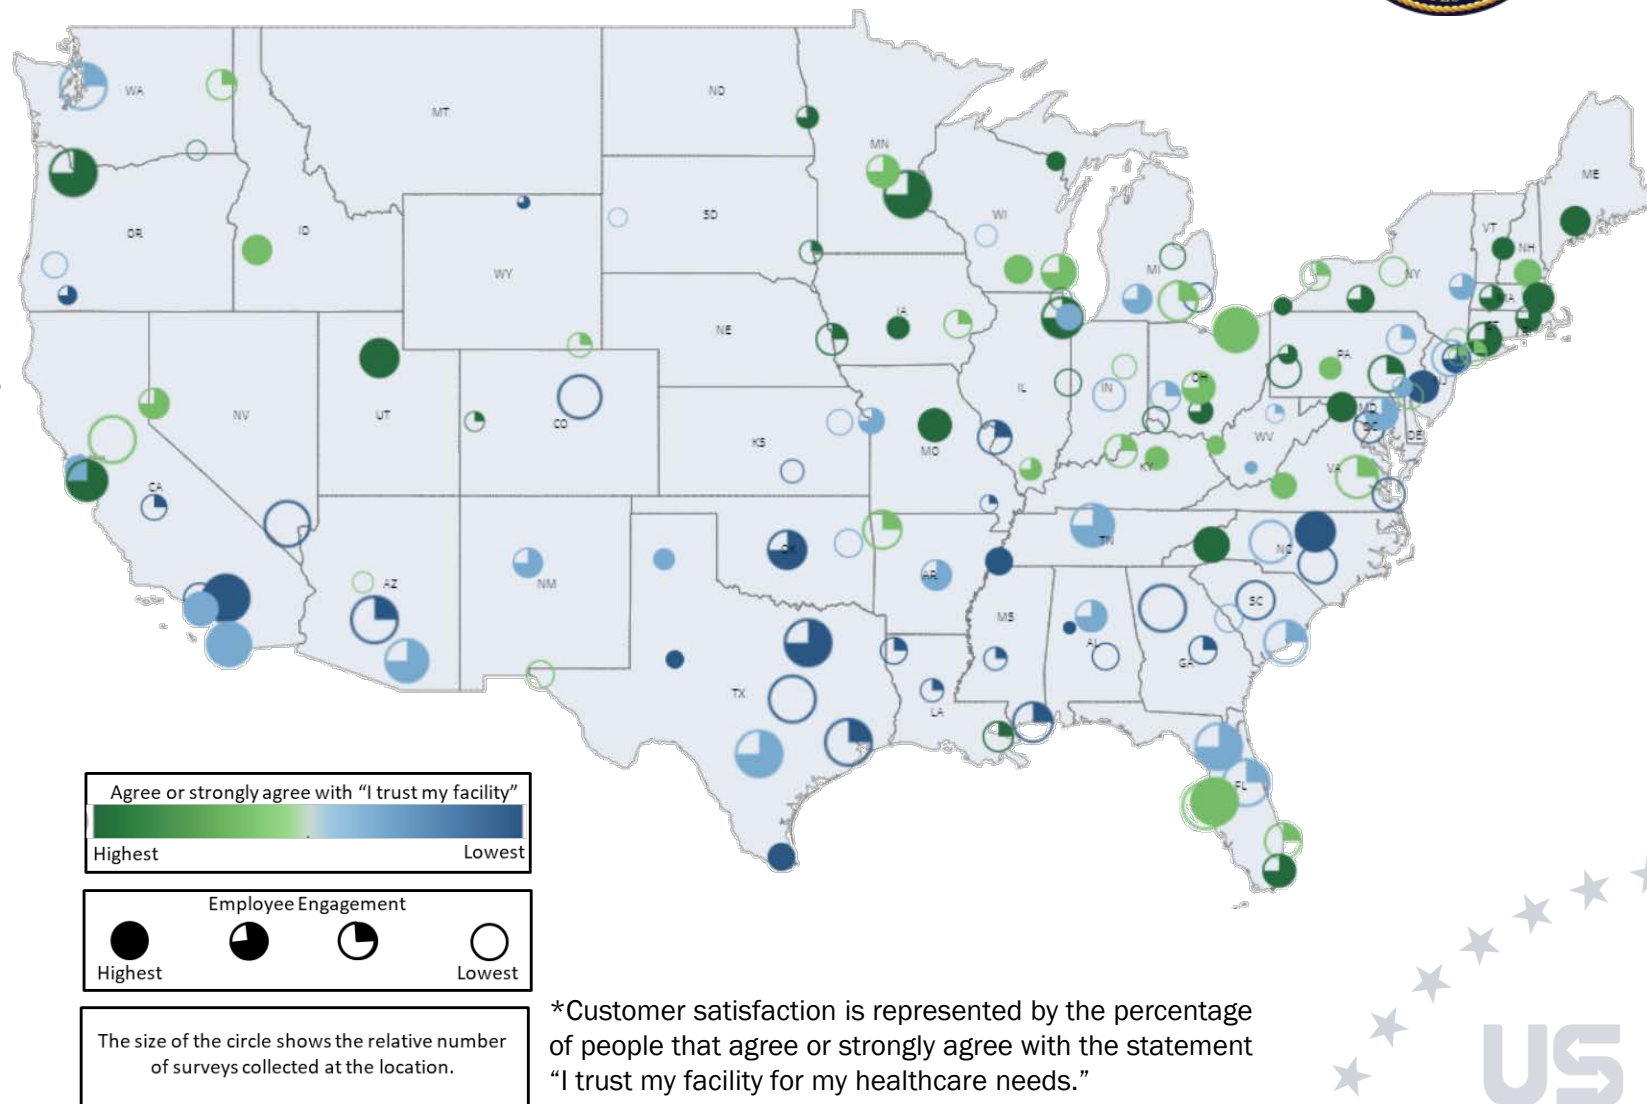 WA
MT
ND
MN
ME
OR
ID
SD
WI
VT
NH
WY
MI
NY
IA
NE
PA
NV
UT
CO
IL
IN
OH
NJ
MD
DC
DE
KS
MO
WV
KY
VA
CA
TN
NC
OK
AZ
NM
AR
MS
SC
AL
GA
TX
LA
FL
Agree or strongly agree with “I trust my facility”
Highest
Lowest
Employee Engagement
Highest
Lowest
The size of the circle shows the relative number
of surveys collected at the location.
*Customer satisfaction is represented by the percentage
of people that agree or strongly agree with the statement
“I trust my facility for my healthcare needs.”
US